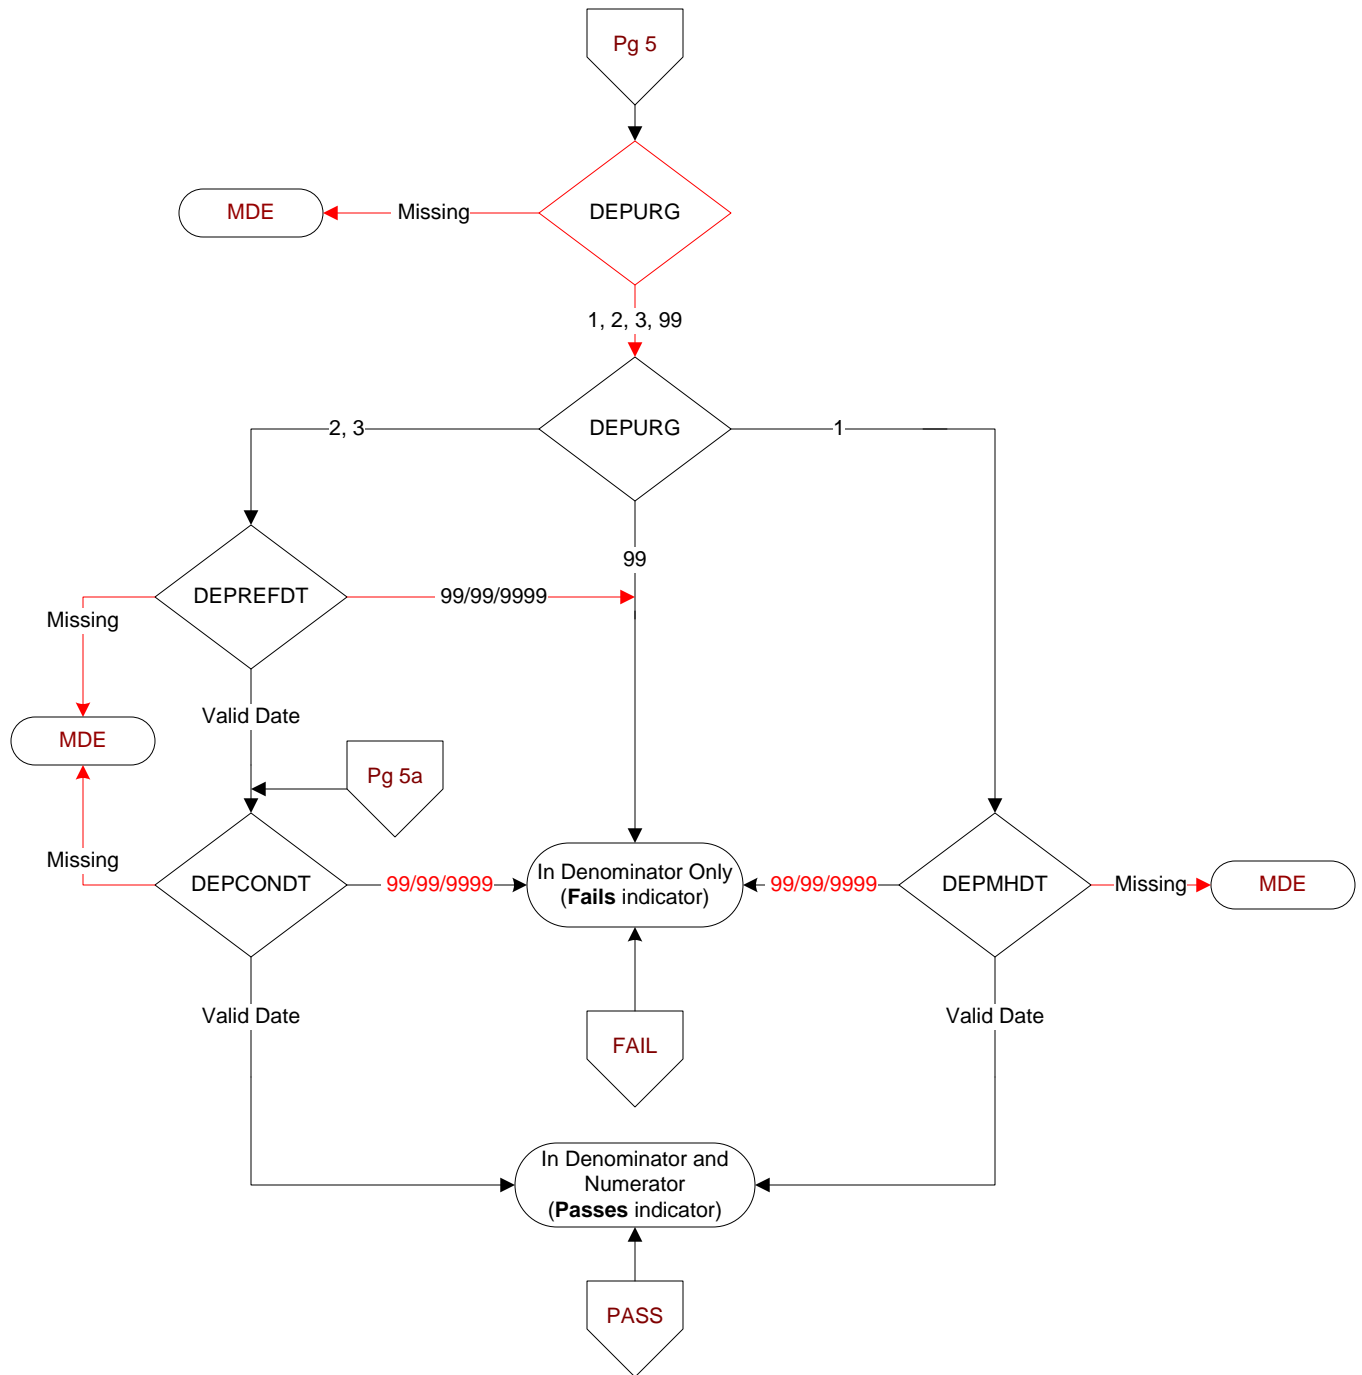 Pg 5
MDE
Missing
DEPURG
1, 2, 3, 99
2, 3
DEPURG
1
99
DEPREFDT
99/99/9999
Missing
Valid Date
MDE
Pg 5a
Missing
DEPCONDT
99/99/9999
In Denominator Only
(Fails indicator)
99/99/9999
DEPMHDT
Missing
MDE
Valid Date
Valid Date
FAIL
In Denominator and
Numerator
(Passes indicator)
PASS